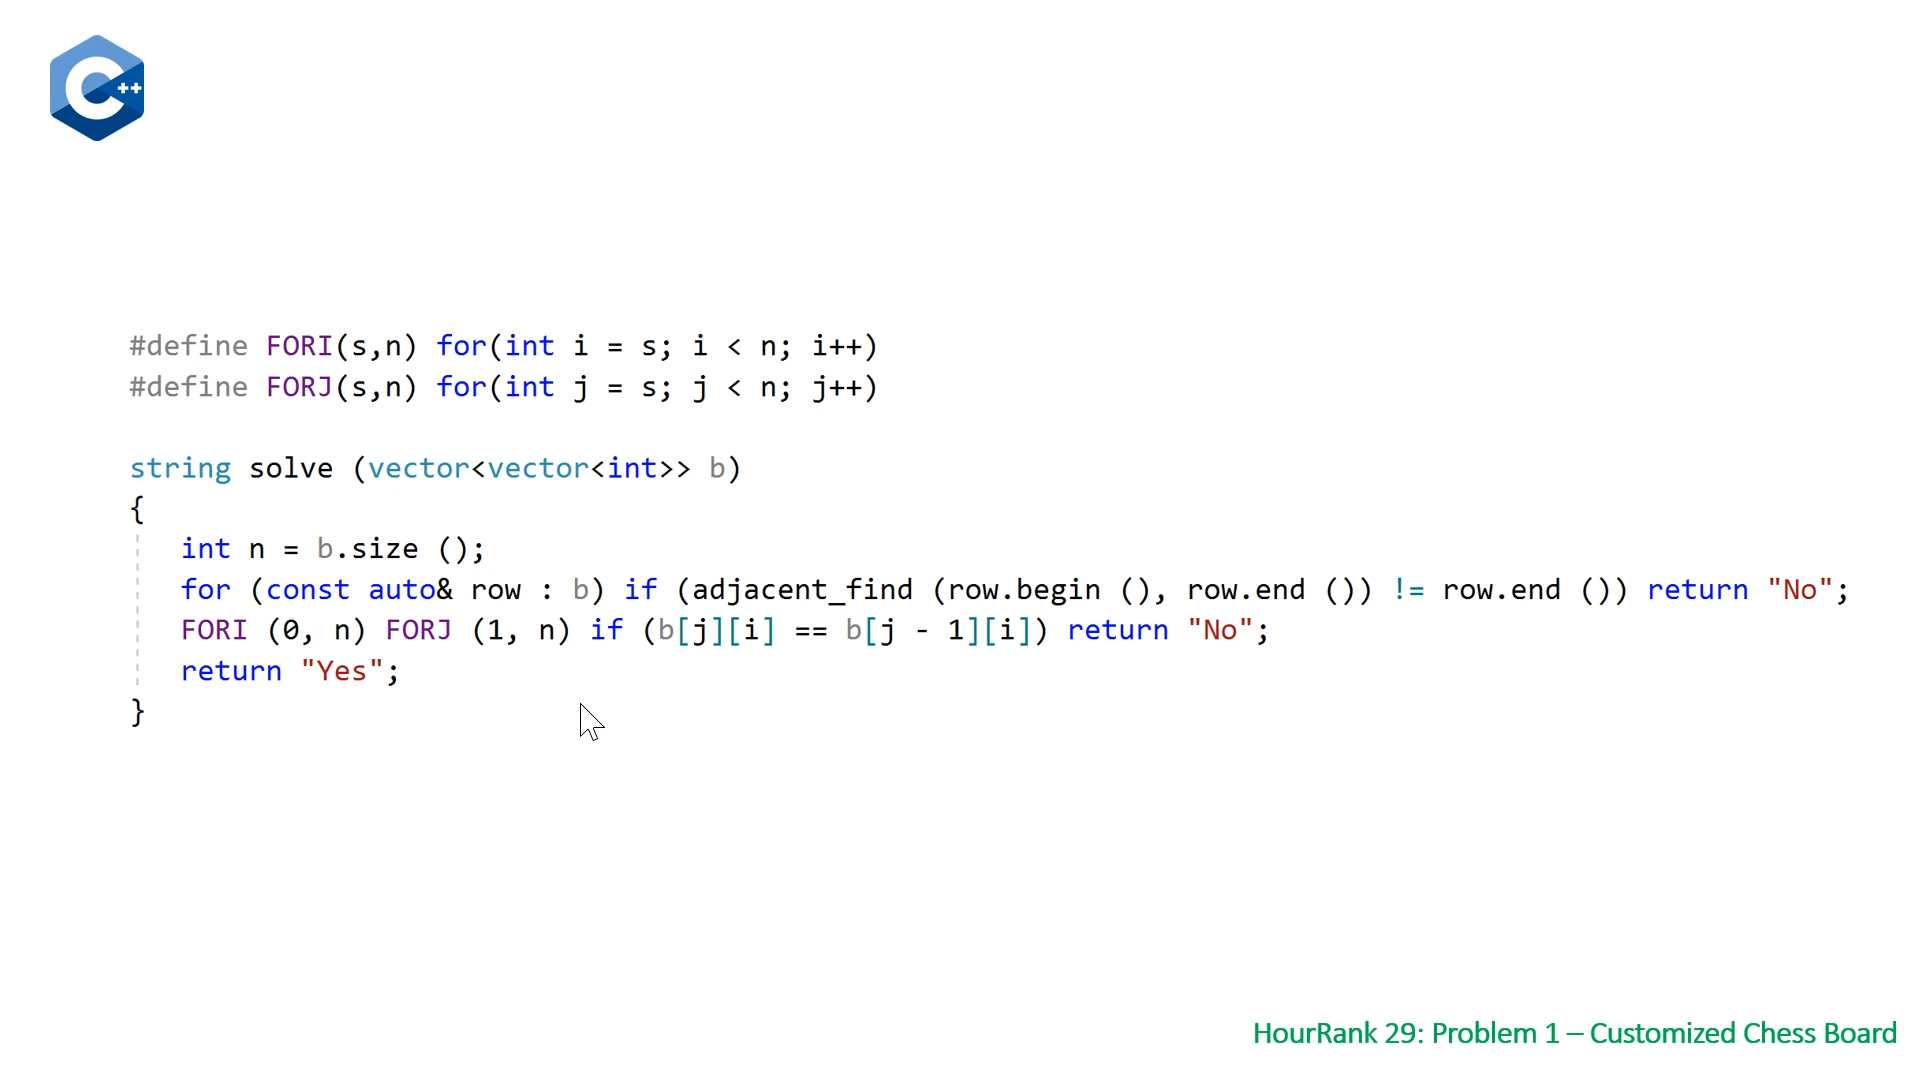 C++
#define FORI(s,n) for(int i = s; i < n; i++)
#define FORJ(s,n) for(int j = s; j < n; j++)
string solve (vector<vector<int>> b)
{
int n = b.size ();
for (const auto& row : b) if (adjacent_find (row.begin (), row.end ()) != row.end ()) return "No";
FORI (0, n) FORJ (1, n) if (b[j][i] == b[j - 1][i]) return "No";
return "Yes";
}
HourRank 29: Problem 1 – Customized Chess Board